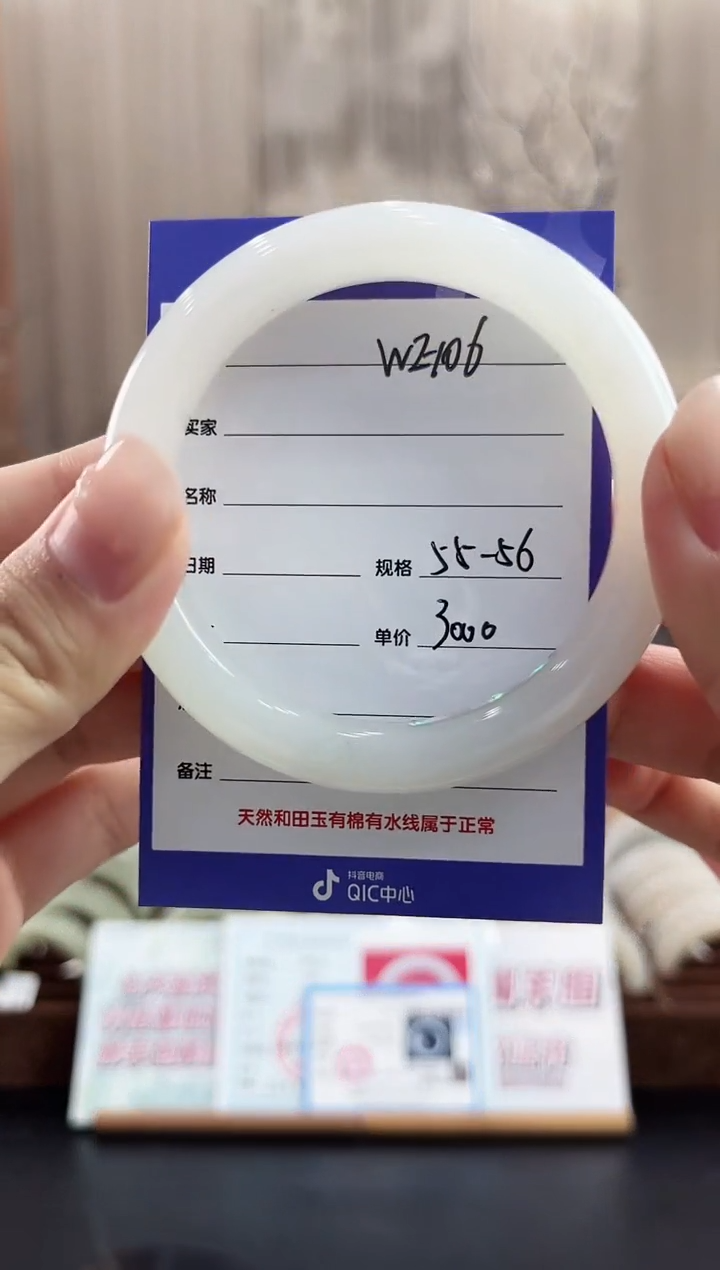 WZ-106
买家
名称
日期 规格 55-56
单价 3000
备注
天然和田玉有棉有水线属于正常
抖音电商
QIC中心